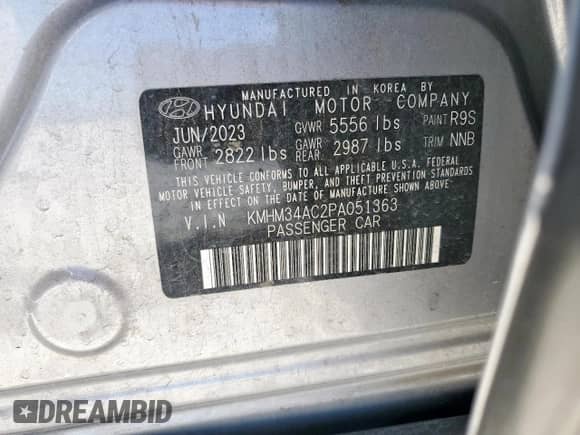 MANUFACTURED IN KOREA BY
HYUNDAI MOTOR COMPANY
JUN/2023 GVWR 5556 lbs PAINT R9S
GAWR FRONT 2822 lbs GAWR REAR 2987 lbs TRIM NNB
THIS VEHICLE CONFORMS TO ALL APPLICABLE U.S.A. FEDERAL
MOTOR VEHICLE SAFETY, BUMPER, AND THEFT PREVENTION STANDARDS
IN EFFECT ON THE DATE OF MANUFACTURE SHOWN ABOVE.
V.I.N KMHM34AC2PA051363
PASSENGER CAR
DREAMBID